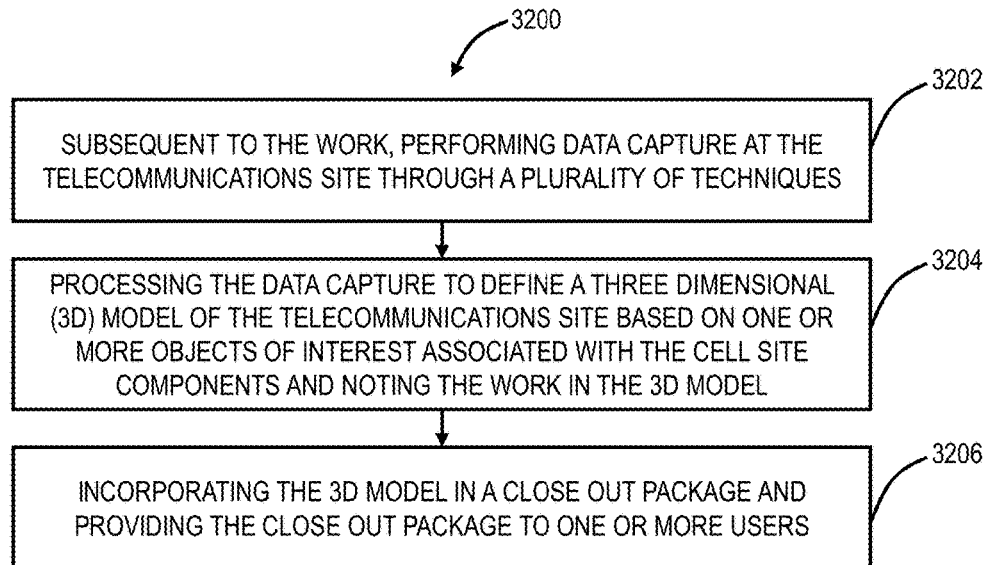 3200
3202
SUBSEQUENT TO THE WORK, PERFORMING DATA CAPTURE AT THE
TELECOMMUNICATIONS SITE THROUGH A PLURALITY OF TECHNIQUES
3204
PROCESSING THE DATA CAPTURE TO DEFINE A THREE DIMENSIONAL
(3D) MODEL OF THE TELECOMMUNICATIONS SITE BASED ON ONE OR
MORE OBJECTS OF INTEREST ASSOCIATED WITH THE CELL SITE
COMPONENTS AND NOTING THE WORK IN THE 3D MODEL
3206
INCORPORATING THE 3D MODEL IN A CLOSE OUT PACKAGE AND
PROVIDING THE CLOSE OUT PACKAGE TO ONE OR MORE USERS